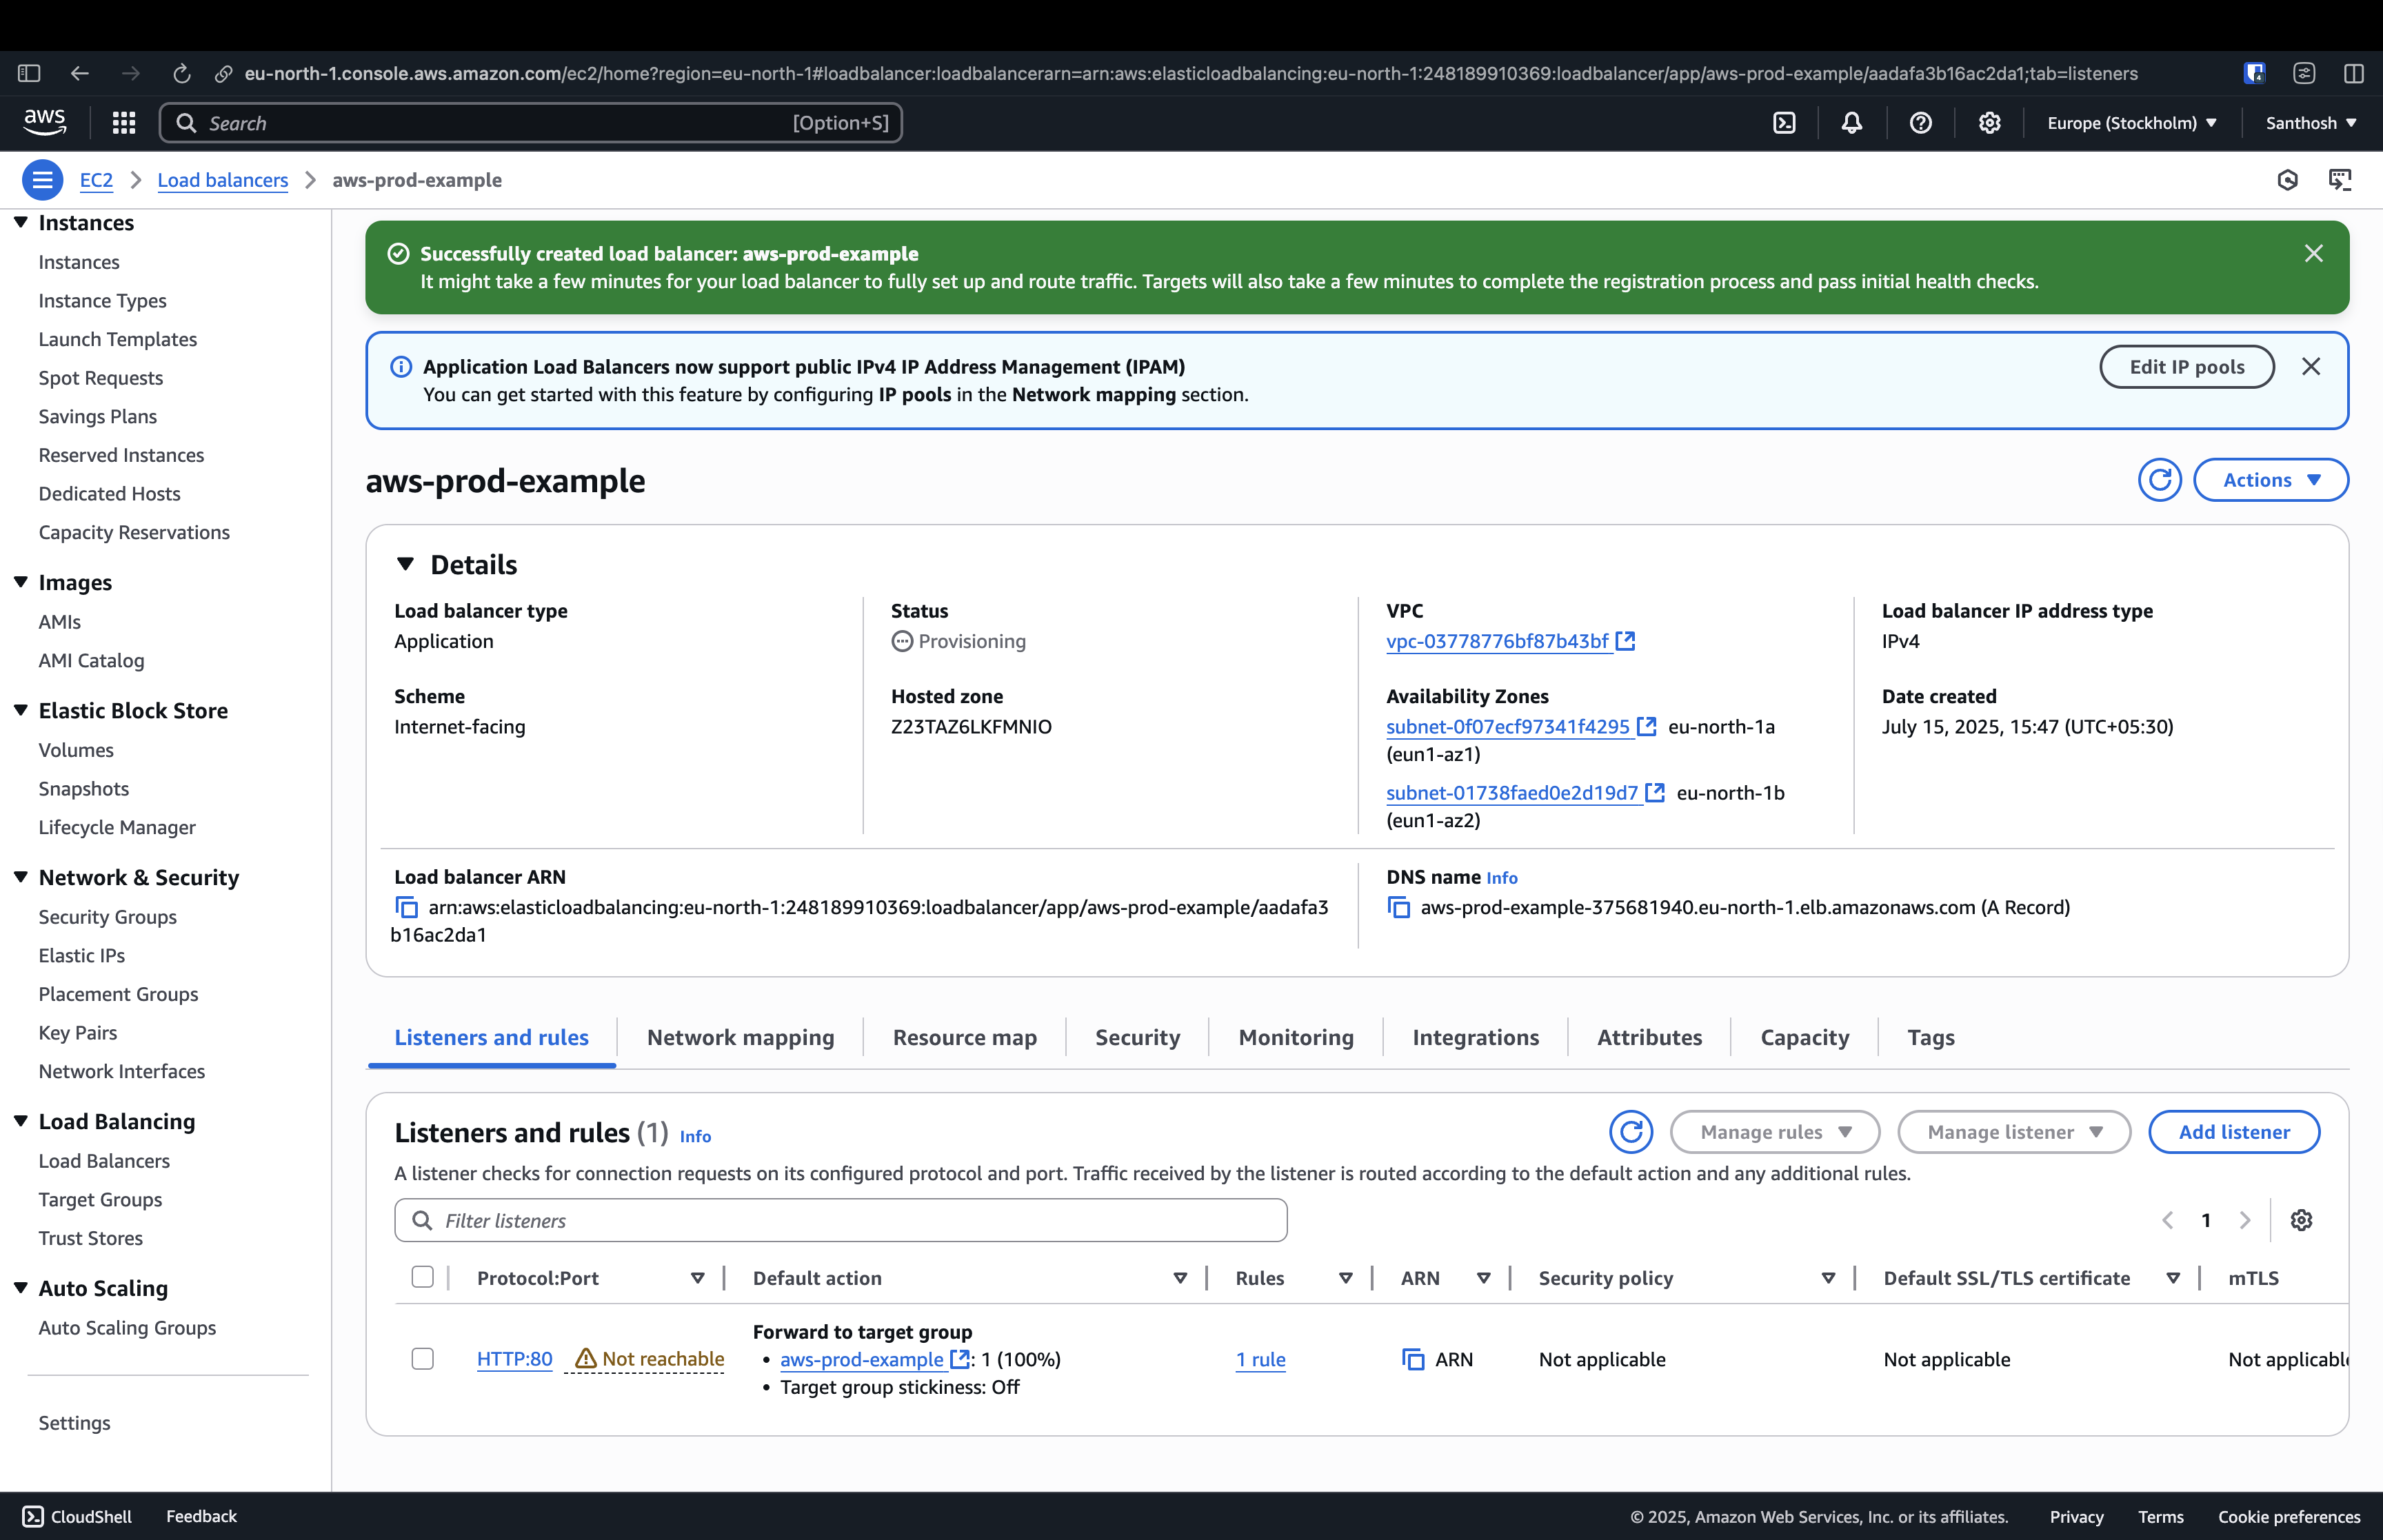 eu-north-1.console.aws.amazon.com/ec2/home?region=eu-north-1#loadbalancer:loadbalancerarn=arn:aws:elasticloadbalancing:eu-north-1:248189910369:loadbalancer/app/aws-prod-example/aadafa3b16ac2da1;tab=listeners
4
aws
Search [Option+S]
Europe (Stockholm)
Santhosh
EC2 Load balancers aws-prod-example
Instances
Instances
Instance Types
Launch Templates
Spot Requests
Savings Plans
Reserved Instances
Dedicated Hosts
Capacity Reservations
Images
AMIs
AMI Catalog
Elastic Block Store
Volumes
Snapshots
Lifecycle Manager
Network & Security
Security Groups
Elastic IPs
Placement Groups
Key Pairs
Network Interfaces
Load Balancing
Load Balancers
Target Groups
Trust Stores
Auto Scaling
Auto Scaling Groups
Settings
Successfully created load balancer: aws-prod-example
It might take a few minutes for your load balancer to fully set up and route traffic. Targets will also take a few minutes to complete the registration process and pass initial health checks.
Application Load Balancers now support public IPv4 IP Address Management (IPAM)
You can get started with this feature by configuring IP pools in the Network mapping section.
Edit IP pools
aws-prod-example
Actions
Details
Load balancer type
Application
Status
Provisioning
VPC
vpc-03778776bf87b43bf
Load balancer IP address type
IPv4
Scheme
Internet-facing
Hosted zone
Z23TAZ6LKFMNIO
Availability Zones
subnet-0f07ecf97341f4295 eu-north-1a
(eun1-az1)
subnet-01738faed0e2d19d7 eu-north-1b
(eun1-az2)
Date created
July 15, 2025, 15:47 (UTC+05:30)
Load balancer ARN
arn:aws:elasticloadbalancing:eu-north-1:248189910369:loadbalancer/app/aws-prod-example/aadafa3
b16ac2da1
DNS name Info
aws-prod-example-375681940.eu-north-1.elb.amazonaws.com (A Record)
Listeners and rules Network mapping Resource map Security Monitoring Integrations Attributes Capacity Tags
Listeners and rules (1) Info
Manage rules
Manage listener
Add listener
A listener checks for connection requests on its configured protocol and port. Traffic received by the listener is routed according to the default action and any additional rules.
Filter listeners
1
Protocol:Port Default action Rules ARN Security policy Default SSL/TLS certificate mTLS
Forward to target group
HTTP:80 Not reachable • aws-prod-example : 1 (100%) 1 rule ARN Not applicable Not applicable Not applicabl
• Target group stickiness: Off
CloudShell Feedback
© 2025, Amazon Web Services, Inc. or its affiliates. Privacy Terms Cookie preferences